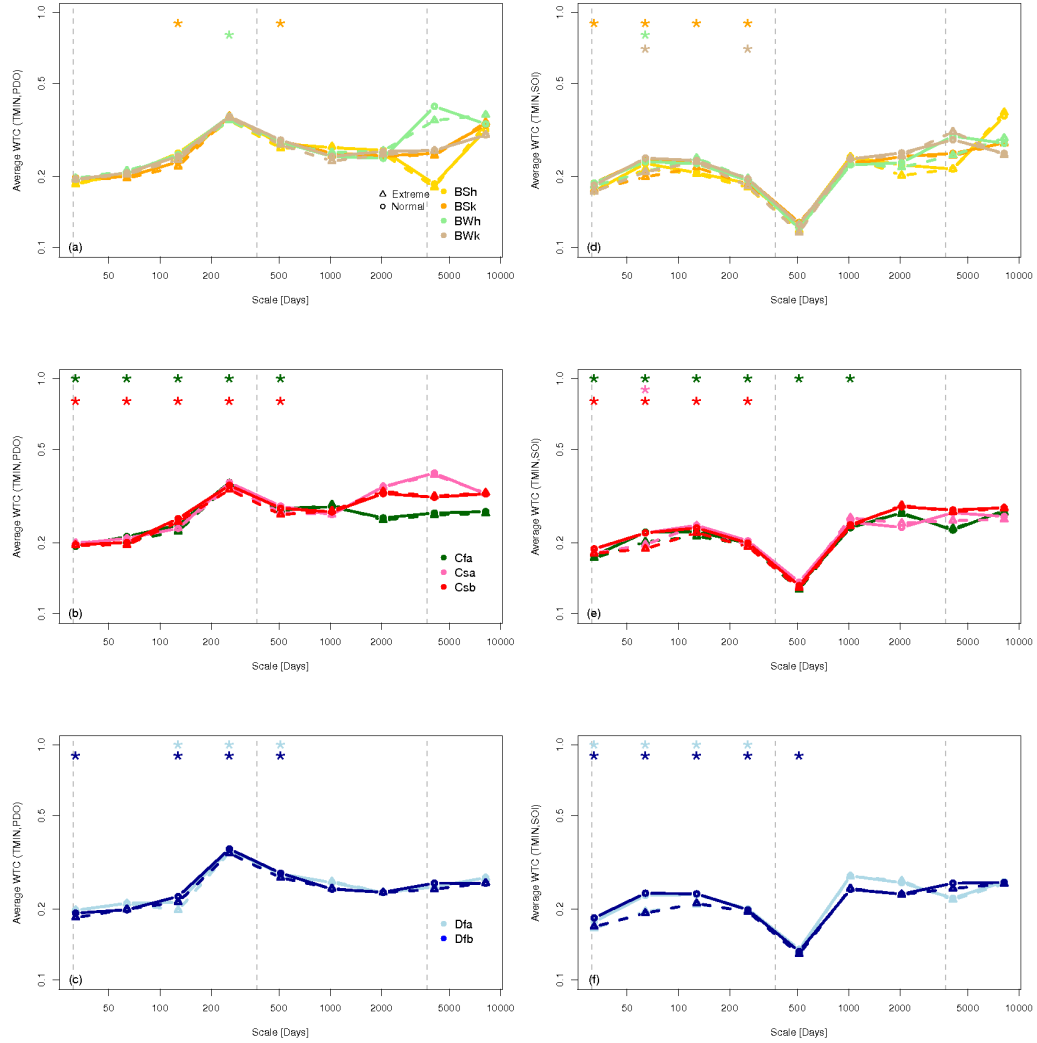 1.0
0.5
0.2
0.1
Average WTC (TMIN,PDO)
Extreme
Normal
BSh
BSk
BWh
BWk
(a)
50 100 200 500 1000 2000 5000 10000
Scale [Days]
1.0
0.5
0.2
0.1
Average WTC (TMIN,SOI)
(d)
50 100 200 500 1000 2000 5000 10000
Scale [Days]
1.0
0.5
0.2
0.1
Average WTC (TMIN,PDO)
Cfa
Csa
Csb
(b)
50 100 200 500 1000 2000 5000 10000
Scale [Days]
1.0
0.5
0.2
0.1
Average WTC (TMIN,SOI)
(e)
50 100 200 500 1000 2000 5000 10000
Scale [Days]
1.0
0.5
0.2
0.1
Average WTC (TMIN,PDO)
Dfa
Dfb
(c)
50 100 200 500 1000 2000 5000 10000
Scale [Days]
1.0
0.5
0.2
0.1
Average WTC (TMIN,SOI)
(f)
50 100 200 500 1000 2000 5000 10000
Scale [Days]